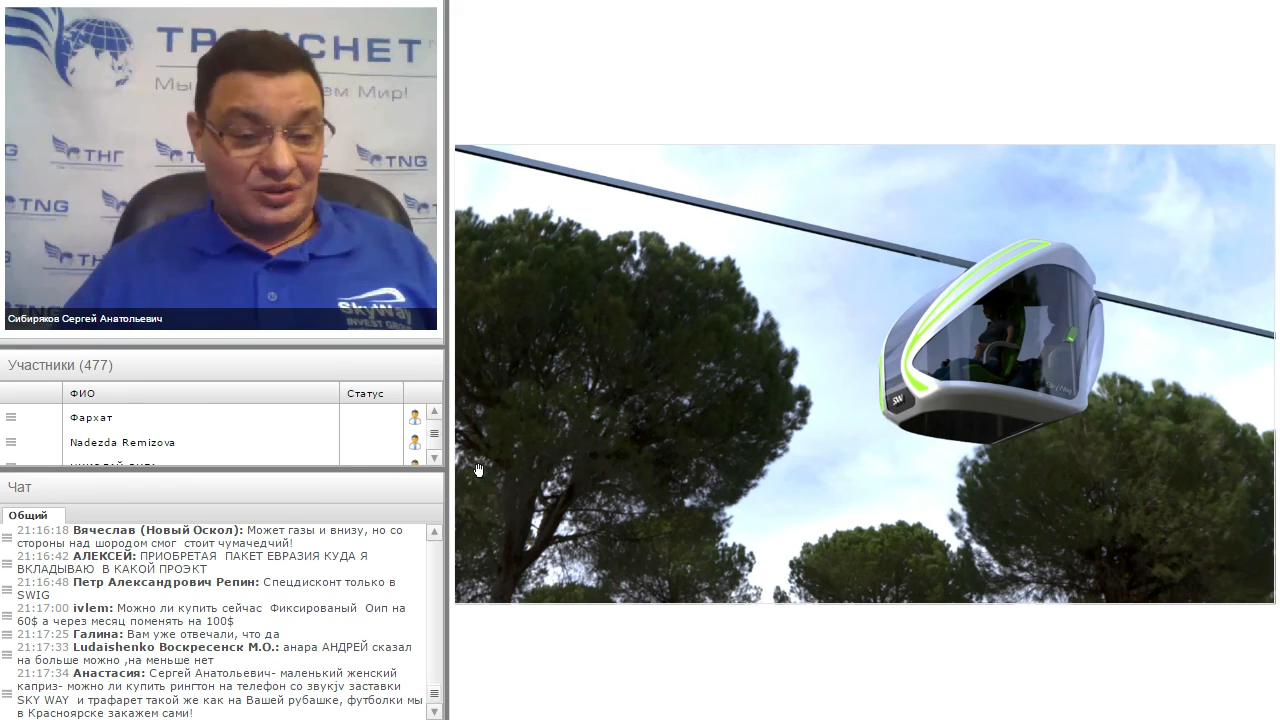 ТНГ
TNG
TNG
SkyWay
INVEST GROUP
Сибиряков Сергей Анатольевич
Участники (477)
ФИО
Статус
Фархат
Nadezda Remizova
Чат
Общий
21:16:18 Вячеслав (Новый Оскол): Может газы и внизу, но со
стороны над шородом смог стоит чумачедчий!
21:16:42 АЛЕКСЕЙ: ПРИОБРЕТАЯ ПАКЕТ ЕВРАЗИЯ КУДА Я
ВКЛАДЫВАЮ В КАКОЙ ПРОЭКТ
21:16:48 Петр Александрович Репин: Спецдисконт только в
SWIG
21:17:00 ivlem: Можно ли купить сейчас Фиксированый Оип на
60$ а через месяц поменять на 100$
21:17:25 Галина: Вам уже отвечали, что да
21:17:33 Ludaishenko Воскресенск М.О.: анара АНДРЕЙ сказал
на больше можно ,на меньше нет
21:17:34 Анастасия: Сергей Анатольевич- маленький женский
каприз- можно ли купить рингтон на телефон со звукjv заставки
SKY WAY и трафарет такой же как на Вашей рубашке, футболки мы
в Красноярске закажем сами!
SW
SkyWay